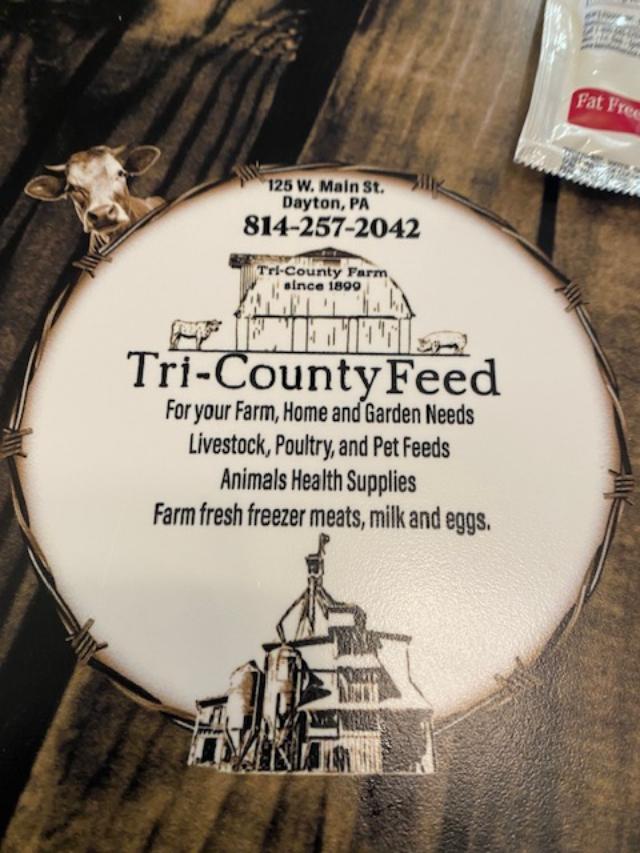 Fat Free
125 W. Main St.
Dayton, PA
814-257-2042
Tri-County Farm
since 1899
Tri-County Feed
For your Farm, Home and Garden Needs
Livestock, Poultry, and Pet Feeds
Animals Health Supplies
Farm fresh freezer meats, milk and eggs.